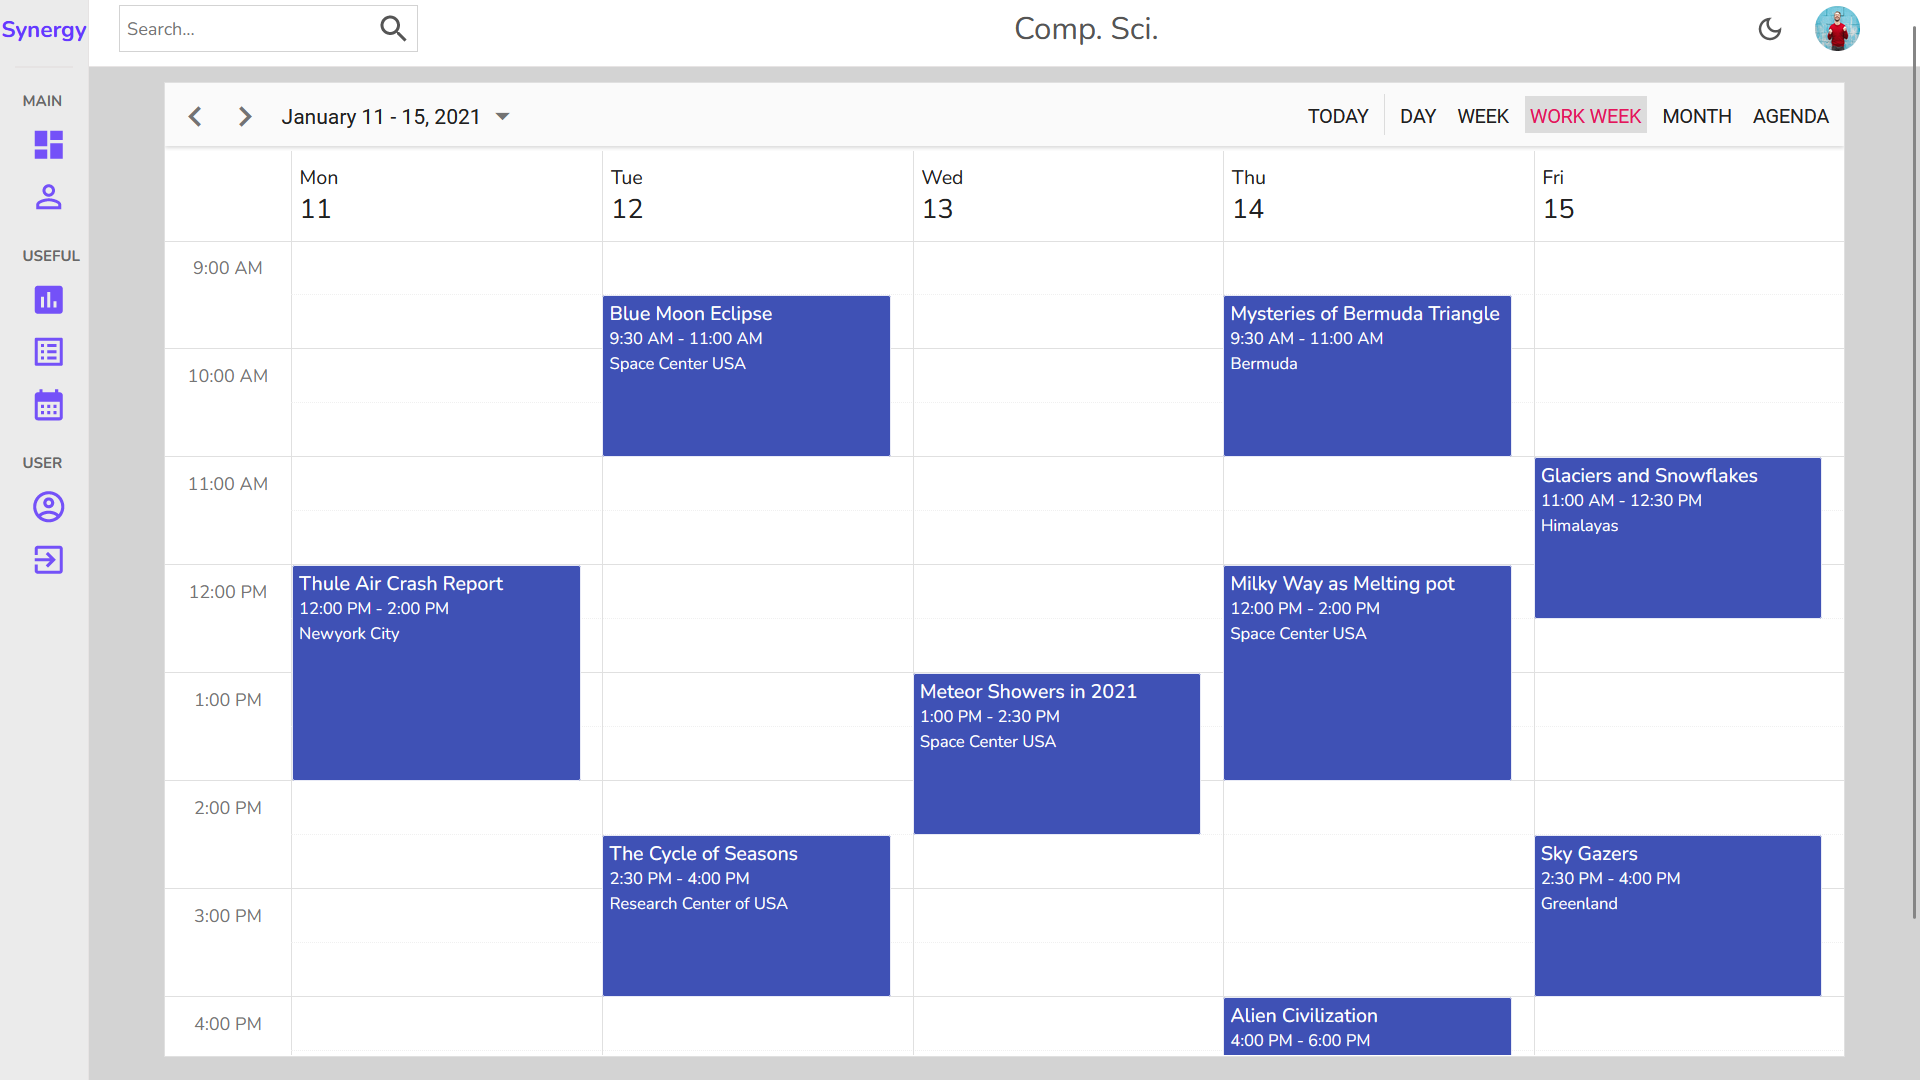 Synergy
Search...
Comp. Sci.
MAIN
USEFUL
USER
January 11 - 15, 2021
TODAY
DAY
WEEK
WORK WEEK
MONTH
AGENDA
Mon
11
Tue
12
Wed
13
Thu
14
Fri
15
9:00 AM
10:00 AM
11:00 AM
12:00 PM
1:00 PM
2:00 PM
3:00 PM
4:00 PM
Thule Air Crash Report
12:00 PM - 2:00 PM
Newyork City
Blue Moon Eclipse
9:30 AM - 11:00 AM
Space Center USA
The Cycle of Seasons
2:30 PM - 4:00 PM
Research Center of USA
Meteor Showers in 2021
1:00 PM - 2:30 PM
Space Center USA
Mysteries of Bermuda Triangle
9:30 AM - 11:00 AM
Bermuda
Milky Way as Melting pot
12:00 PM - 2:00 PM
Space Center USA
Alien Civilization
4:00 PM - 6:00 PM
Glaciers and Snowflakes
11:00 AM - 12:30 PM
Himalayas
Sky Gazers
2:30 PM - 4:00 PM
Greenland